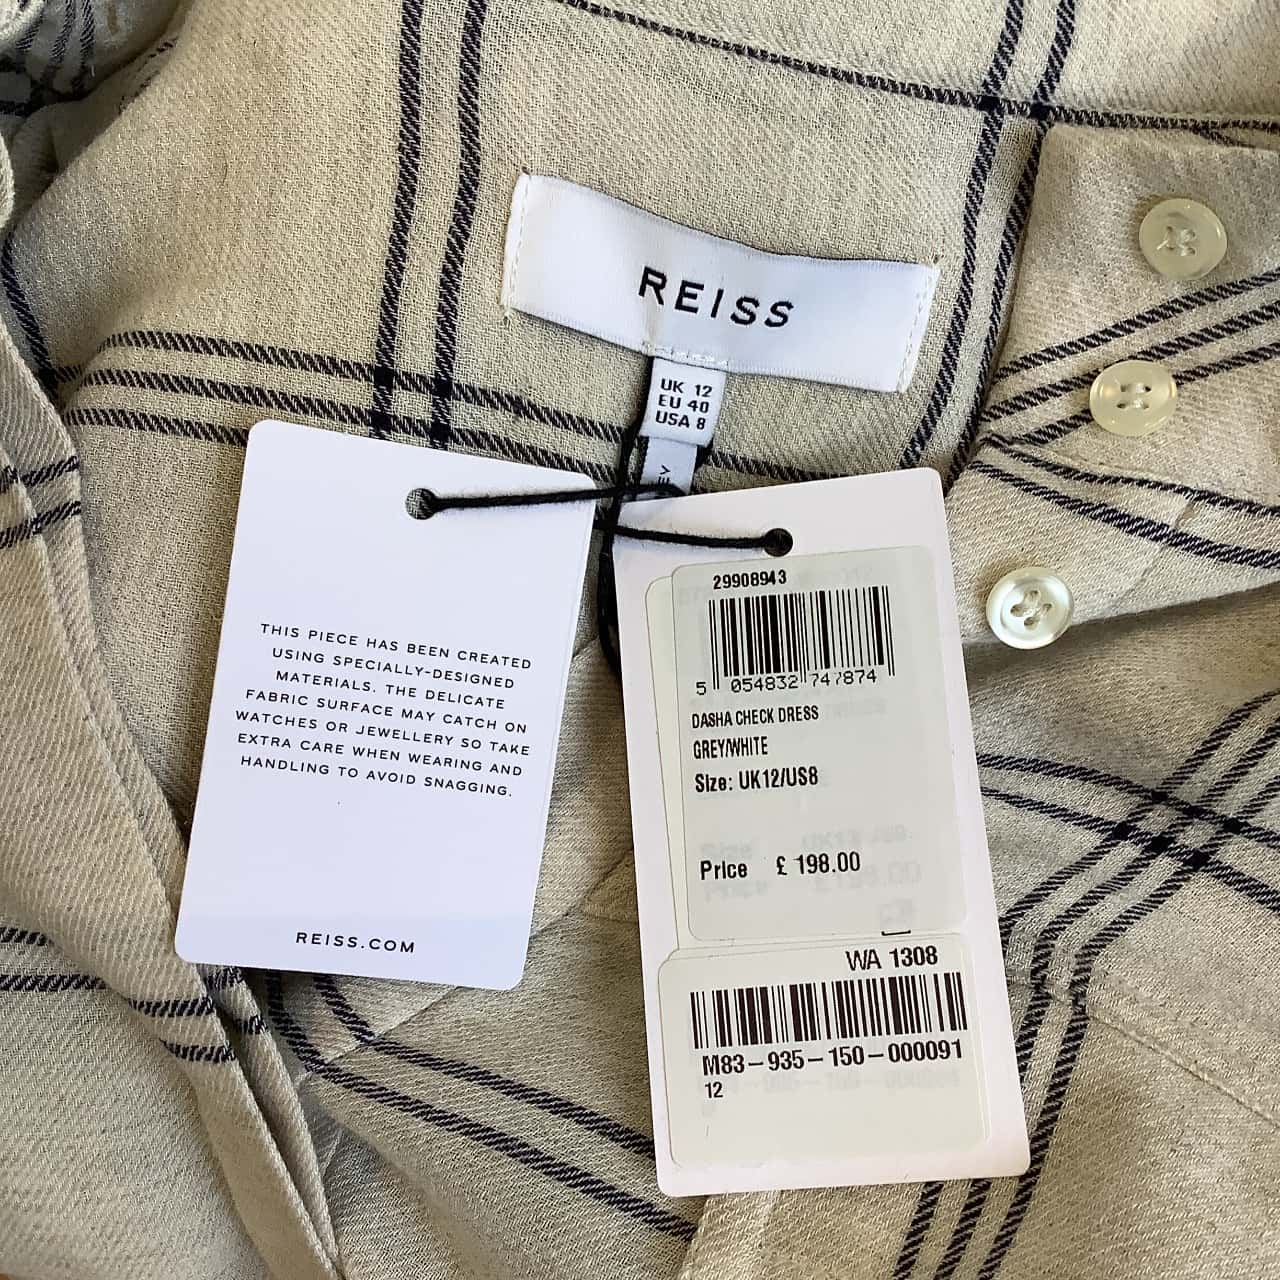 REISS
UK 12
EU 40
USA 8
THIS PIECE HAS BEEN CREATED
USING SPECIALLY-DESIGNED
MATERIALS. THE DELICATE
FABRIC SURFACE MAY CATCH ON
WATCHES OR JEWELLERY SO TAKE
EXTRA CARE WHEN WEARING AND
HANDLING TO AVOID SNAGGING.
REISS.COM
29908943
5 054832 747874
DASHA CHECK DRESS
GREY/WHITE
Size: UK12/US8
Price £ 198.00
WA 1308
M83-935-150-000091
12